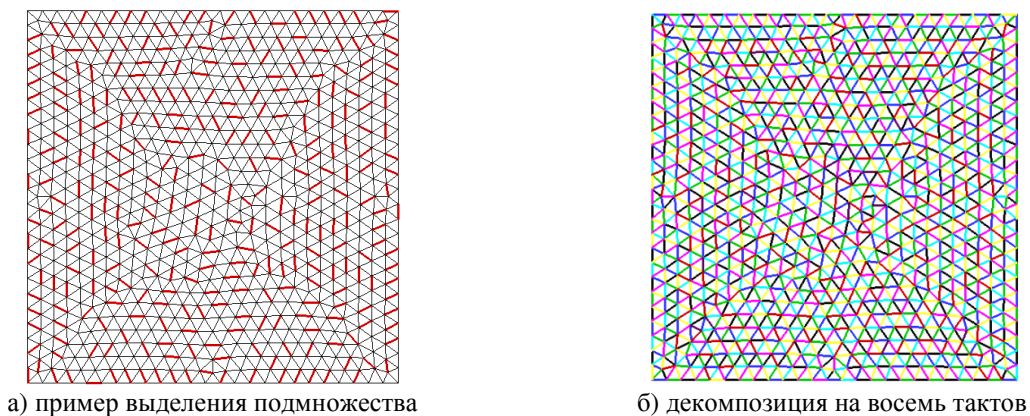 а) пример выделения подмножества
б) декомпозиция на восемь тактов